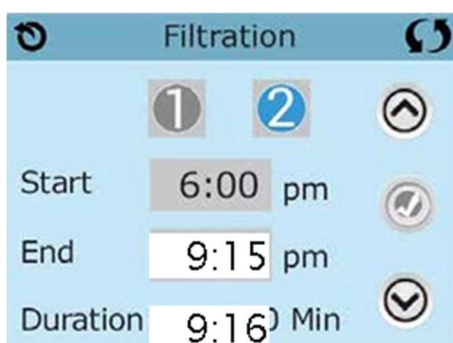 Filtration
1 2
Start 6:00 pm
End 9:15 pm
Duration 9:16 Min